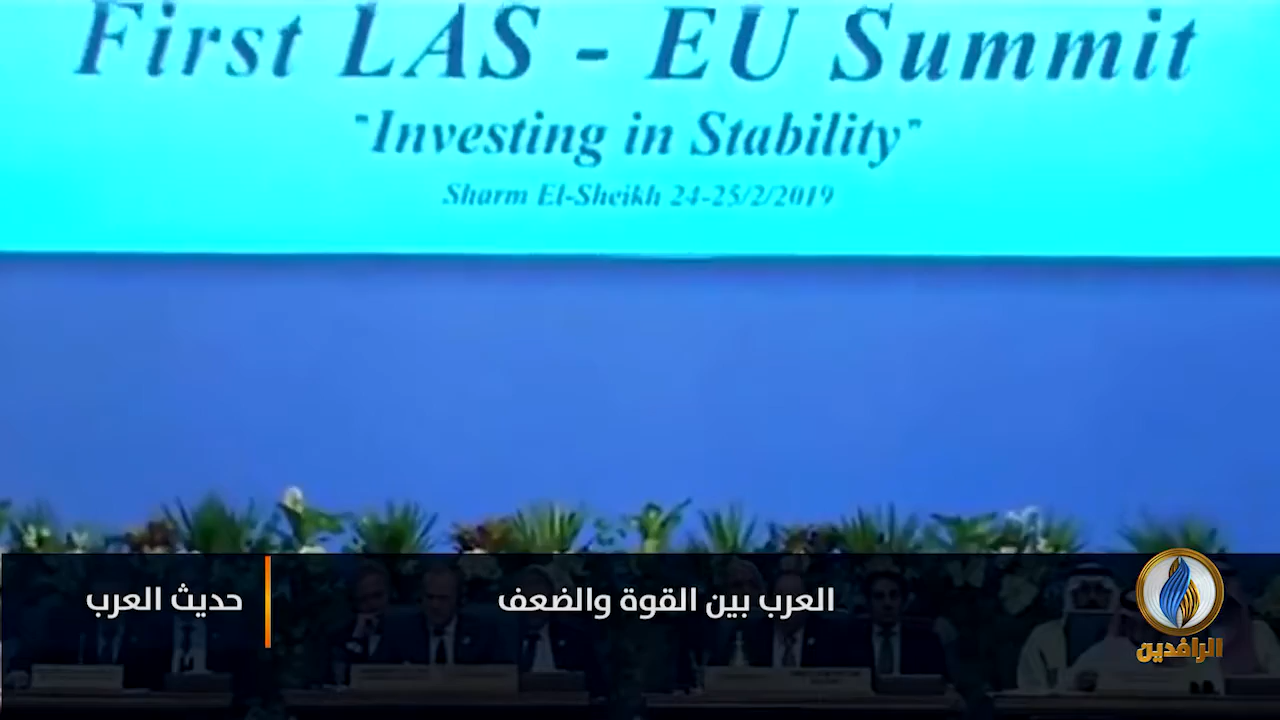 First LAS - EU Summit
"Investing in Stability"
Sharm El-Sheikh 24-25/2/2019
العرب بين القوة والضعف
حديث العرب
الرافدين